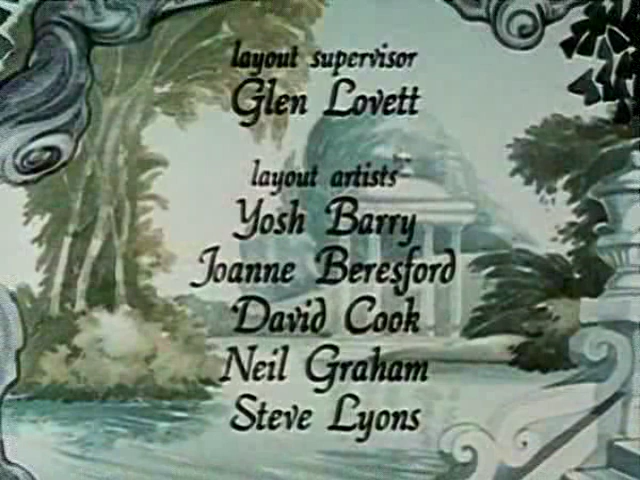 layout supervisor
Glen Lovett
layout artists
Yosh Barry
Joanne Beresford
David Cook
Neil Graham
Steve Lyons